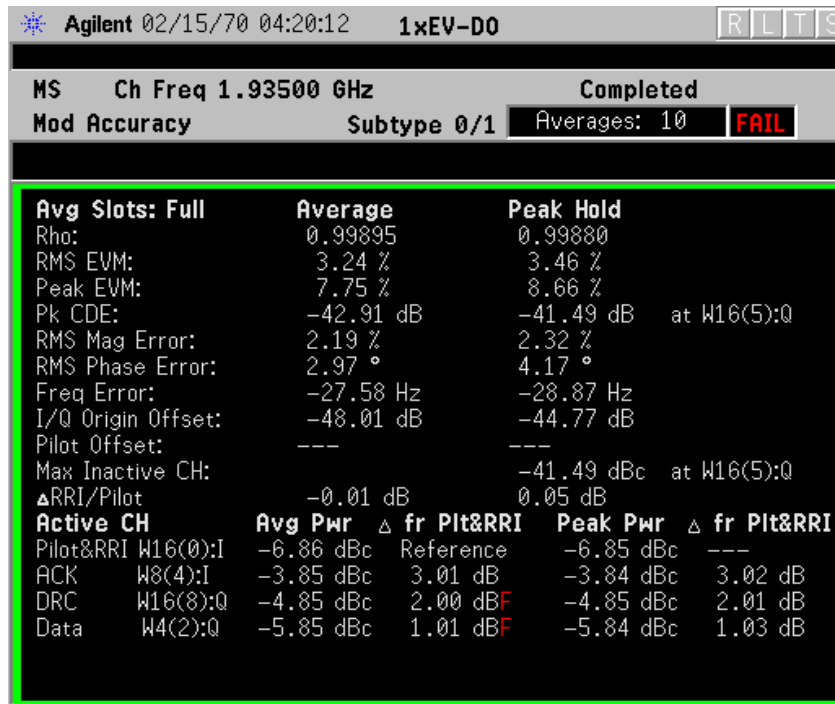 Agilent 02/15/70 04:20:12 1xEV-DO R L T S
MS Ch Freq 1.93500 GHz Completed
Mod Accuracy Subtype 0/1 Averages: 10 FAIL
Avg Slots: Full Average Peak Hold
Rho: 0.99895 0.99880
RMS EVM: 3.24 % 3.46 %
Peak EVM: 7.75 % 8.66 %
Pk CDE: −42.91 dB −41.49 dB at W16(5):Q
RMS Mag Error: 2.19 % 2.32 %
RMS Phase Error: 2.97 ° 4.17 °
Freq Error: −27.58 Hz −28.87 Hz
I/Q Origin Offset: −48.01 dB −44.77 dB
Pilot Offset: −−− −−−
Max Inactive CH: −41.49 dBc at W16(5):Q
△RRI/Pilot −0.01 dB 0.05 dB
Active CH Avg Pwr △ fr Plt&RRI Peak Pwr △ fr Plt&RRI
Pilot&RRI W16(0):I −6.86 dBc Reference −6.85 dBc −−−
ACK W8(4):I −3.85 dBc 3.01 dB −3.84 dBc 3.02 dB
DRC W16(8):Q −4.85 dBc 2.00 dBF −4.85 dBc 2.01 dB
Data W4(2):Q −5.85 dBc 1.01 dBF −5.84 dBc 1.03 dB